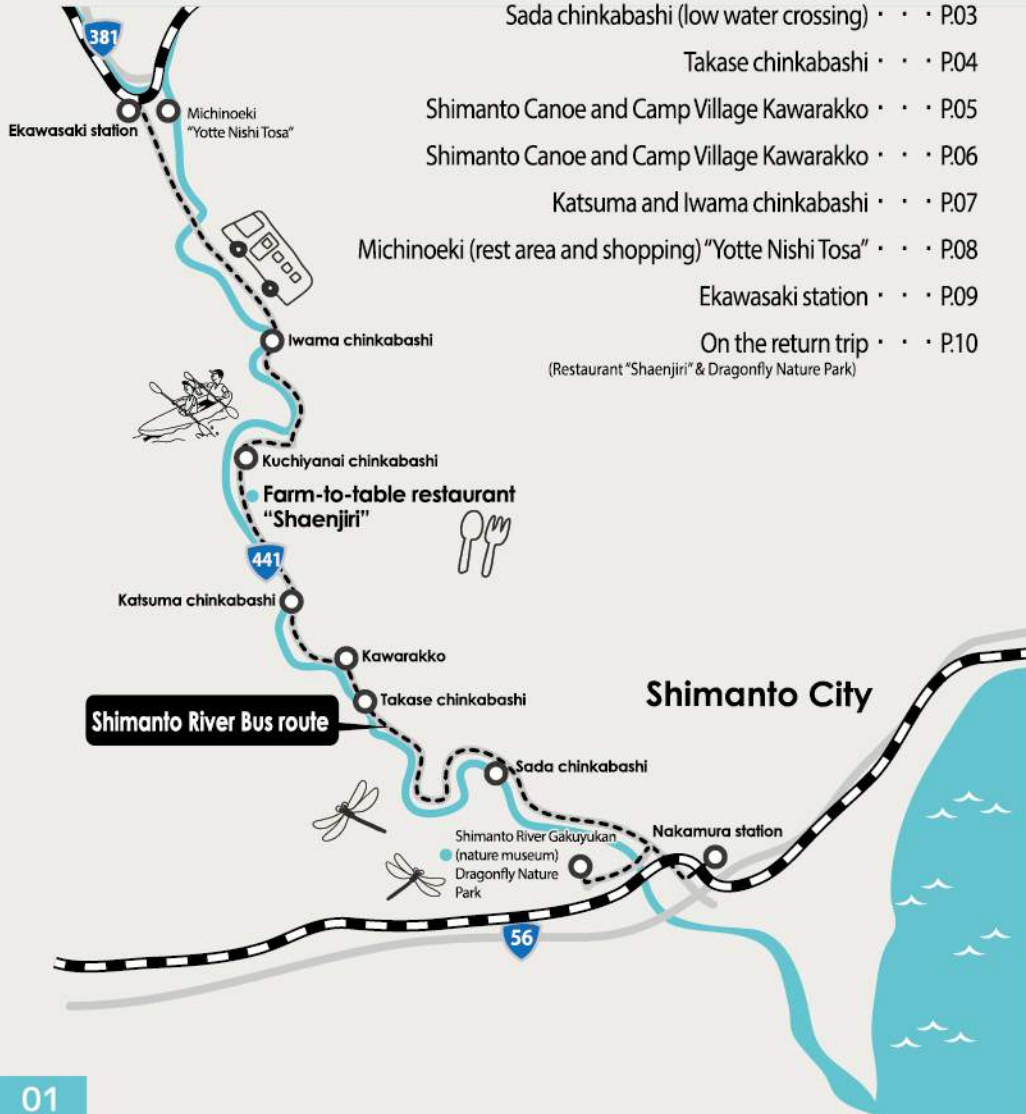 Sada chinkabashi (low water crossing) · · · P.03
Takase chinkabashi · · · P.04
Shimanto Canoe and Camp Village Kawarakko · · · P.05
Shimanto Canoe and Camp Village Kawarakko · · · P.06
Katsuma and Iwama chinkabashi · · · P.07
Michinoeki (rest area and shopping) “Yotte Nishi Tosa” · · · P.08
Ekawasaki station · · · P.09
On the return trip · · · P.10
(Restaurant “Shaenjiri” & Dragonfly Nature Park)
381
Ekawasaki station
Michinoeki
“Yotte Nishi Tosa”
Iwama chinkabashi
Kuchiyanai chinkabashi
Farm-to-table restaurant
“Shaenjiri”
441
Katsuma chinkabashi
Kawarakko
Takase chinkabashi
Shimanto River Bus route
Shimanto City
Sada chinkabashi
Nakamura station
Shimanto River Gakuyukan
(nature museum)
Dragonfly Nature
Park
56
01